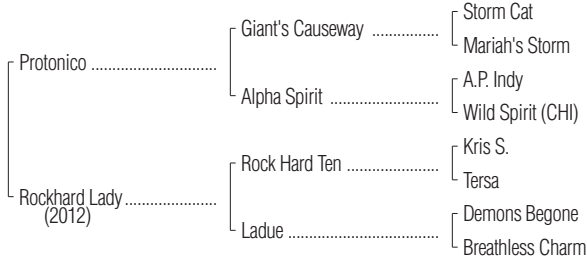 Storm Cat
Giant's Causeway
Mariah's Storm
Protonico
A.P. Indy
Alpha Spirit
Wild Spirit (CHI)
Kris S.
Rock Hard Ten
Tersa
Rockhard Lady
(2012)
Demons Begone
Ladue
Breathless Charm